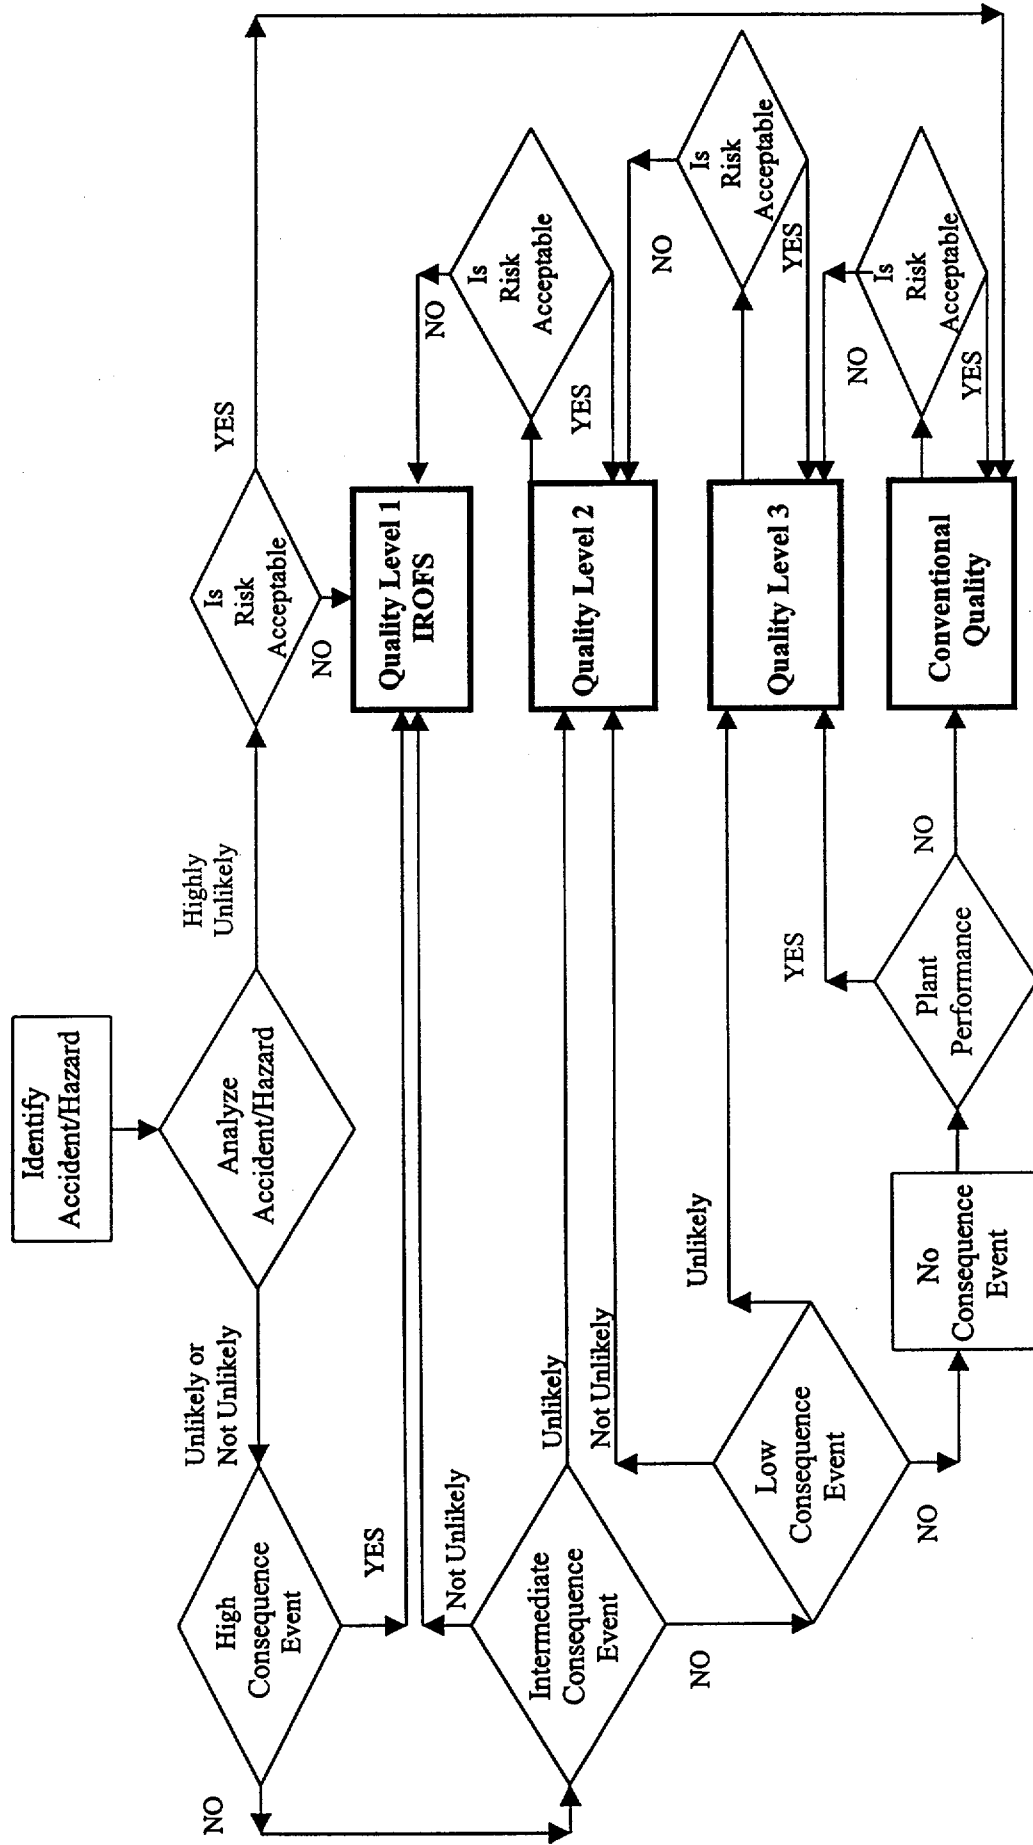 Identify
Accident/Hazard
Analyze
Accident/Hazard
Unlikely or
Not Unlikely
Highly
Unlikely
Is
Risk
Acceptable
YES
NO
High
Consequence
Event
NO
YES
Quality Level 1
IROFS
NO
Is
Risk
Acceptable
YES
Not Unlikely
Intermediate
Consequence
Event
Unlikely
NO
Quality Level 2
Not Unlikely
NO
Is
Risk
Acceptable
YES
Unlikely
Low
Consequence
Event
NO
Quality Level 3
NO
Is
Risk
Acceptable
YES
No
Consequence
Event
YES
Plant
Performance
NO
Conventional
Quality